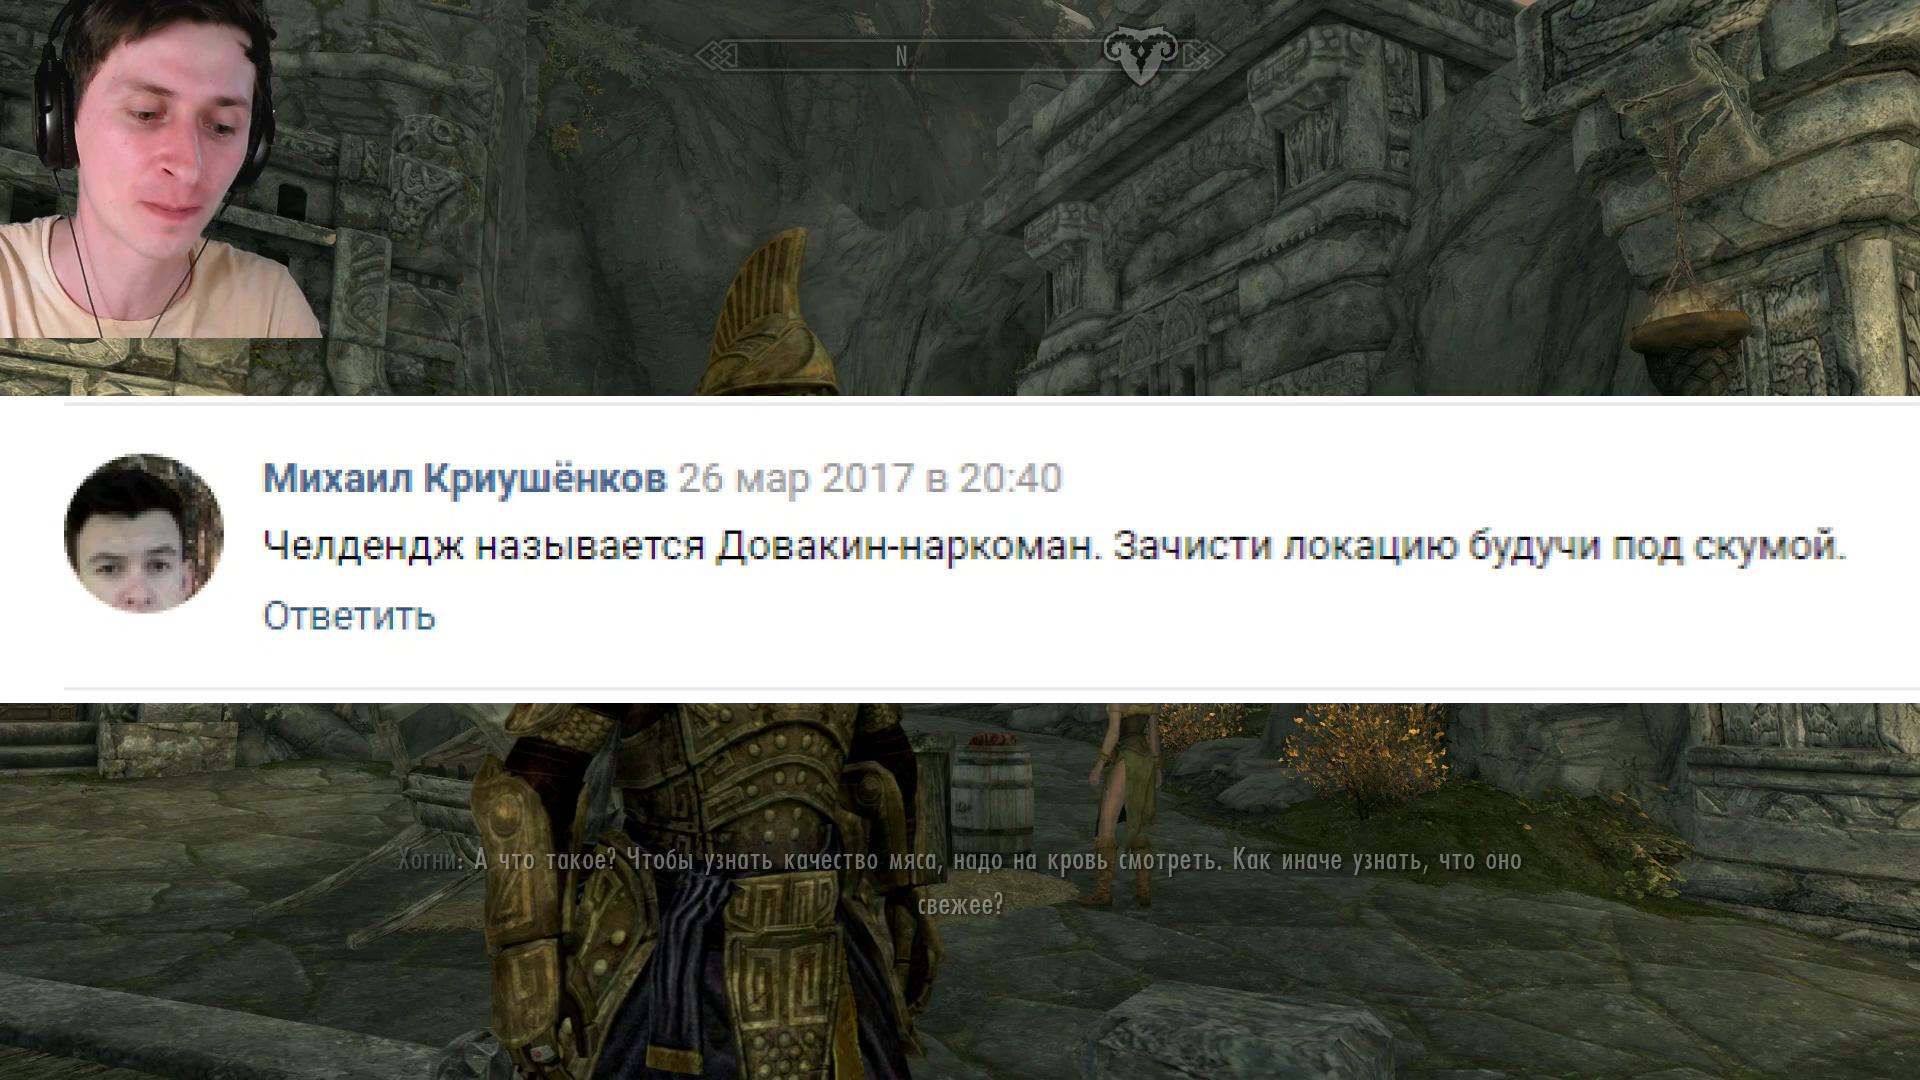 N
Михаил Криушёнков 26 мар 2017 в 20:40
Челдендж называется Довакин-наркоман. Зачисти локацию будучи под скумой.
Ответить
Хогни: А что такое? Чтобы узнать качество мяса, надо на кровь смотреть. Как иначе узнать, что оно
свежее?